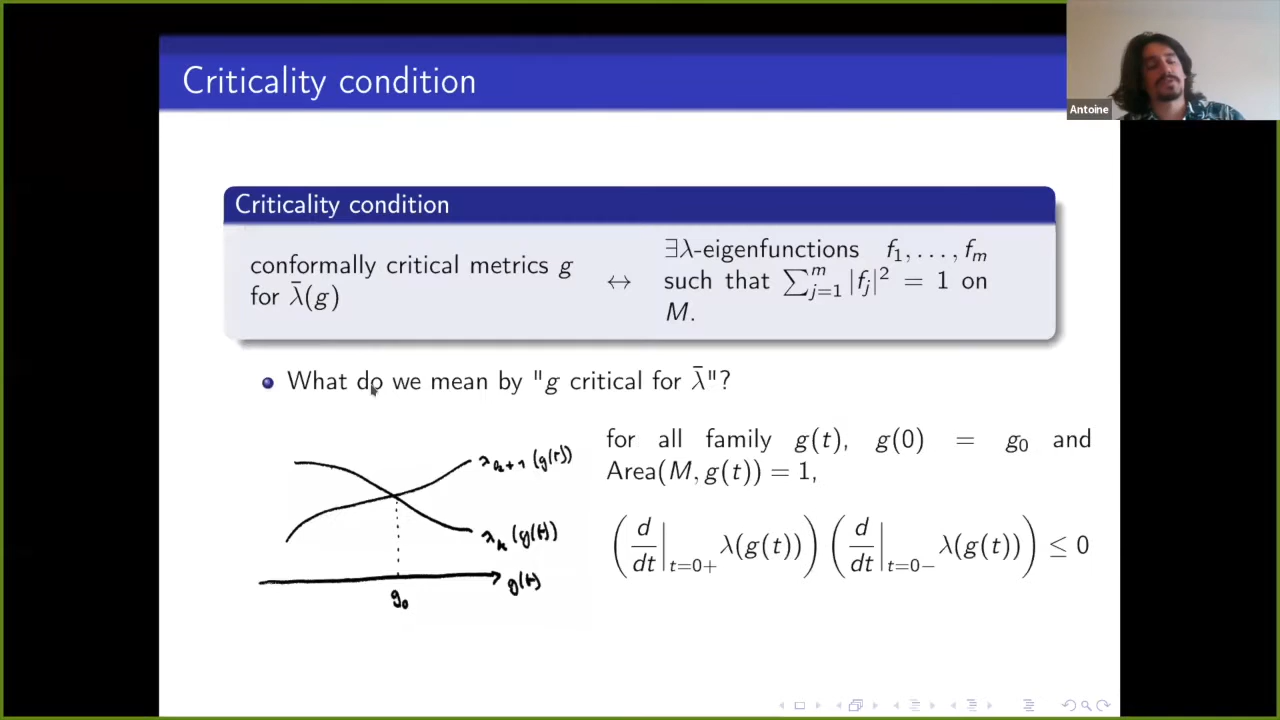 Criticality condition
Antoine
Criticality condition
conformally critical metrics g
for λ̄(g)
↔
∃λ-eigenfunctions f₁, . . . , fₘ
such that ∑ᵐⱼ₌₁ |fⱼ|² = 1 on
M.
What do we mean by "g critical for λ̄"?
for all family g(t), g(0) = g₀ and
Area(M, g(t)) = 1,
(d/dt|ₜ₌₀₊ λ(g(t))) (d/dt|ₜ₌₀₋ λ(g(t))) ≤ 0
λₖ₊₁(g(t))
λₖ(g(t))
g(t)
g₀